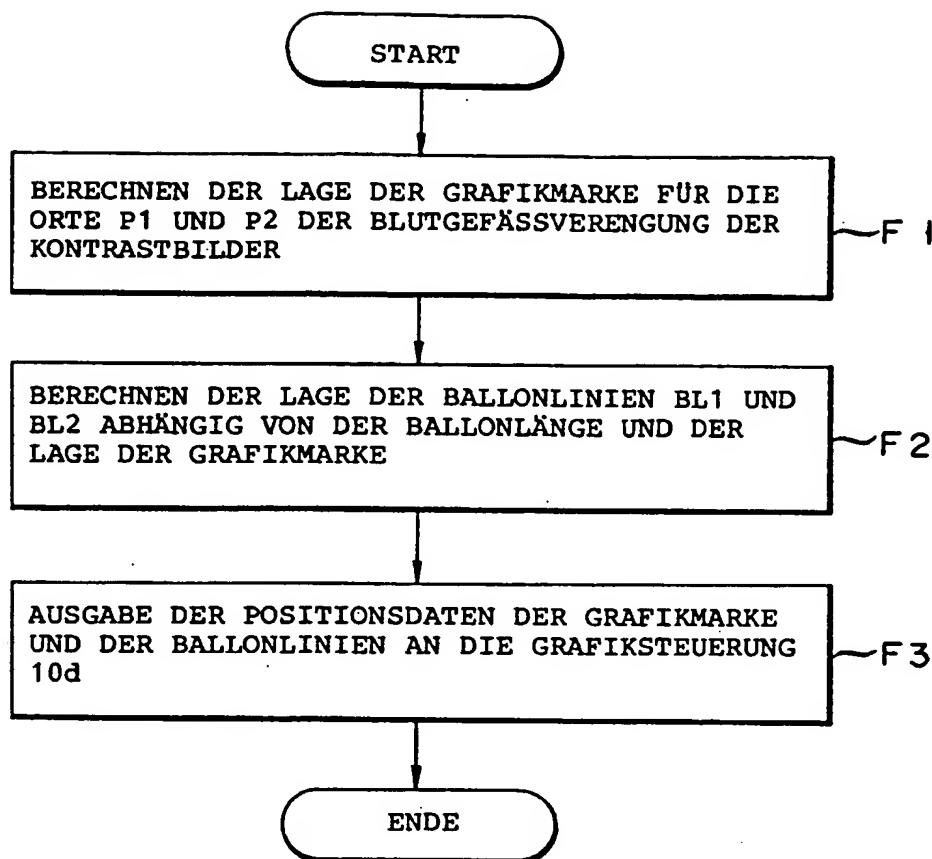 START
BERECHNEN DER LAGE DER GRAFIKMARKE FÜR DIE
ORTE P1 UND P2 DER BLUTGEFÄSSVERENGUNG DER
KONTRASTBILDER
F 1
BERECHNEN DER LAGE DER BALLONLINIEN BL1 UND
BL2 ABHÄNGIG VON DER BALLONLÄNGE UND DER
LAGE DER GRAFIKMARKE
F 2
AUSGABE DER POSITIONSDATEN DER GRAFIKMARKE
UND DER BALLONLINIEN AN DIE GRAFIKSTEUERUNG
10d
F 3
ENDE